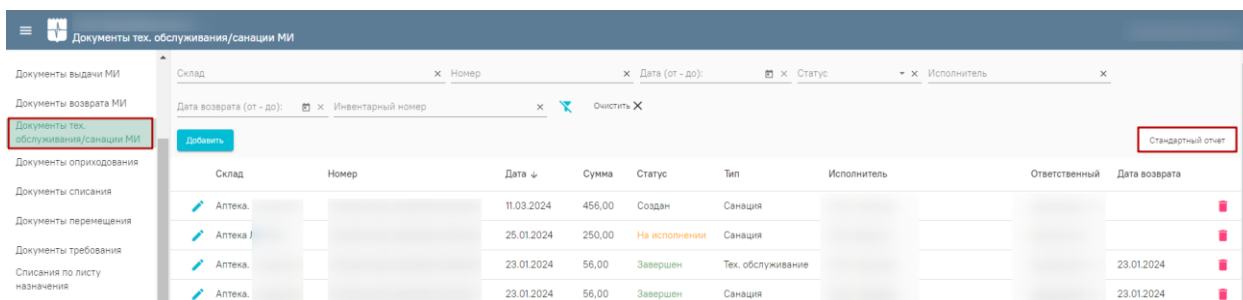 Документы тех. обслуживания/санации МИ
Документы выдачи МИ
Документы возврата МИ
Документы тех.
обслуживания/санации МИ
Документы оприходования
Документы списания
Документы перемещения
Документы требования
Списания по листу
назначения
Склад Номер Дата (от - до): Статус Исполнитель
Дата возврата (от - до): Инвентарный номер Очистить
Добавить Стандартный отчет
Склад Номер Дата Сумма Статус Тип Исполнитель Ответственный Дата возврата
Аптека. 11.03.2024 456,00 Создан Санация
Аптека 25.01.2024 250,00 На исполнении Санация
Аптека. 23.01.2024 56,00 Завершен Тех. обслуживание 23.01.2024
Аптека. 23.01.2024 56,00 Завершен Санация 23.01.2024